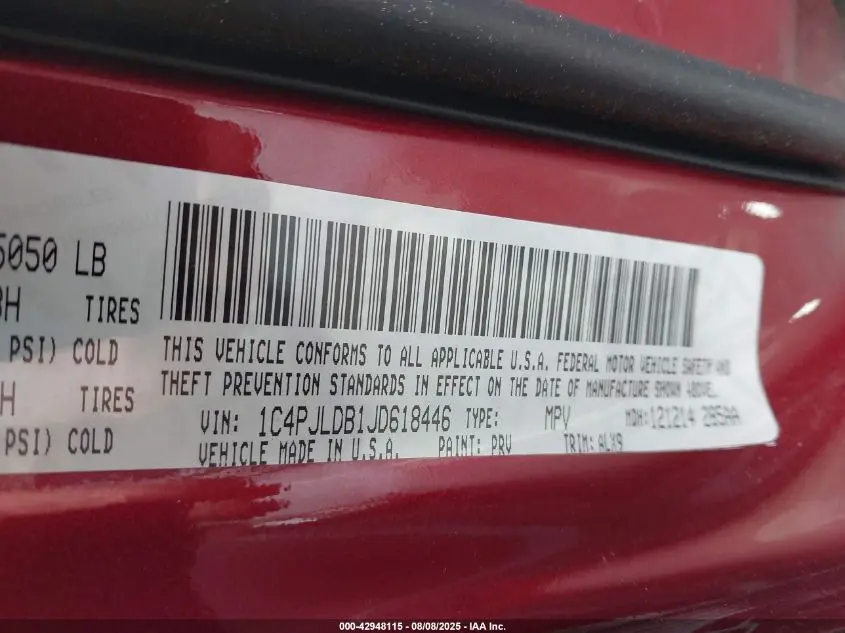 5050 LB
H TIRES
PSI) COLD
H TIRES
PSI) COLD
THIS VEHICLE CONFORMS TO ALL APPLICABLE U.S.A. FEDERAL MOTOR VEHICLE SAFETY AND
THEFT PREVENTION STANDARDS IN EFFECT ON THE DATE OF MANUFACTURE SHOWN ABOVE.
VIN: 1C4PJLDB1JD618446 TYPE: MPV MDH:121214 295AA
VEHICLE MADE IN U.S.A. PAINT: PRV TRIM: ALX9
000-42948115 - 08/08/2025 - IAA Inc.